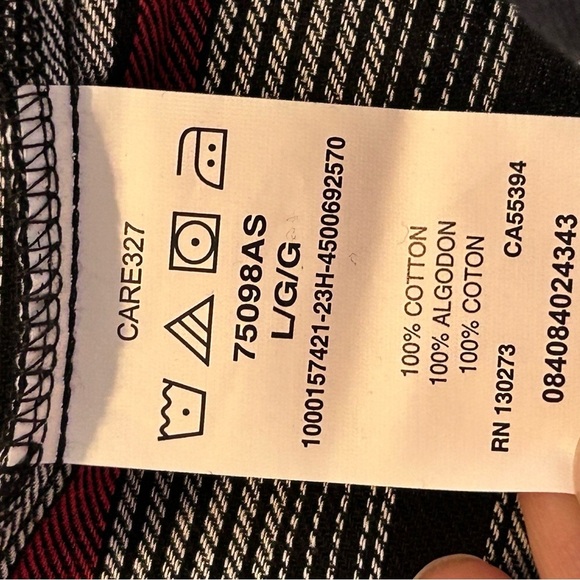 CARE327
75098AS
L/G/G
1000157421-23H-4500692570
100% COTTON
100% ALGODON
100% COTON
RN 130273 CA55394
084084024343